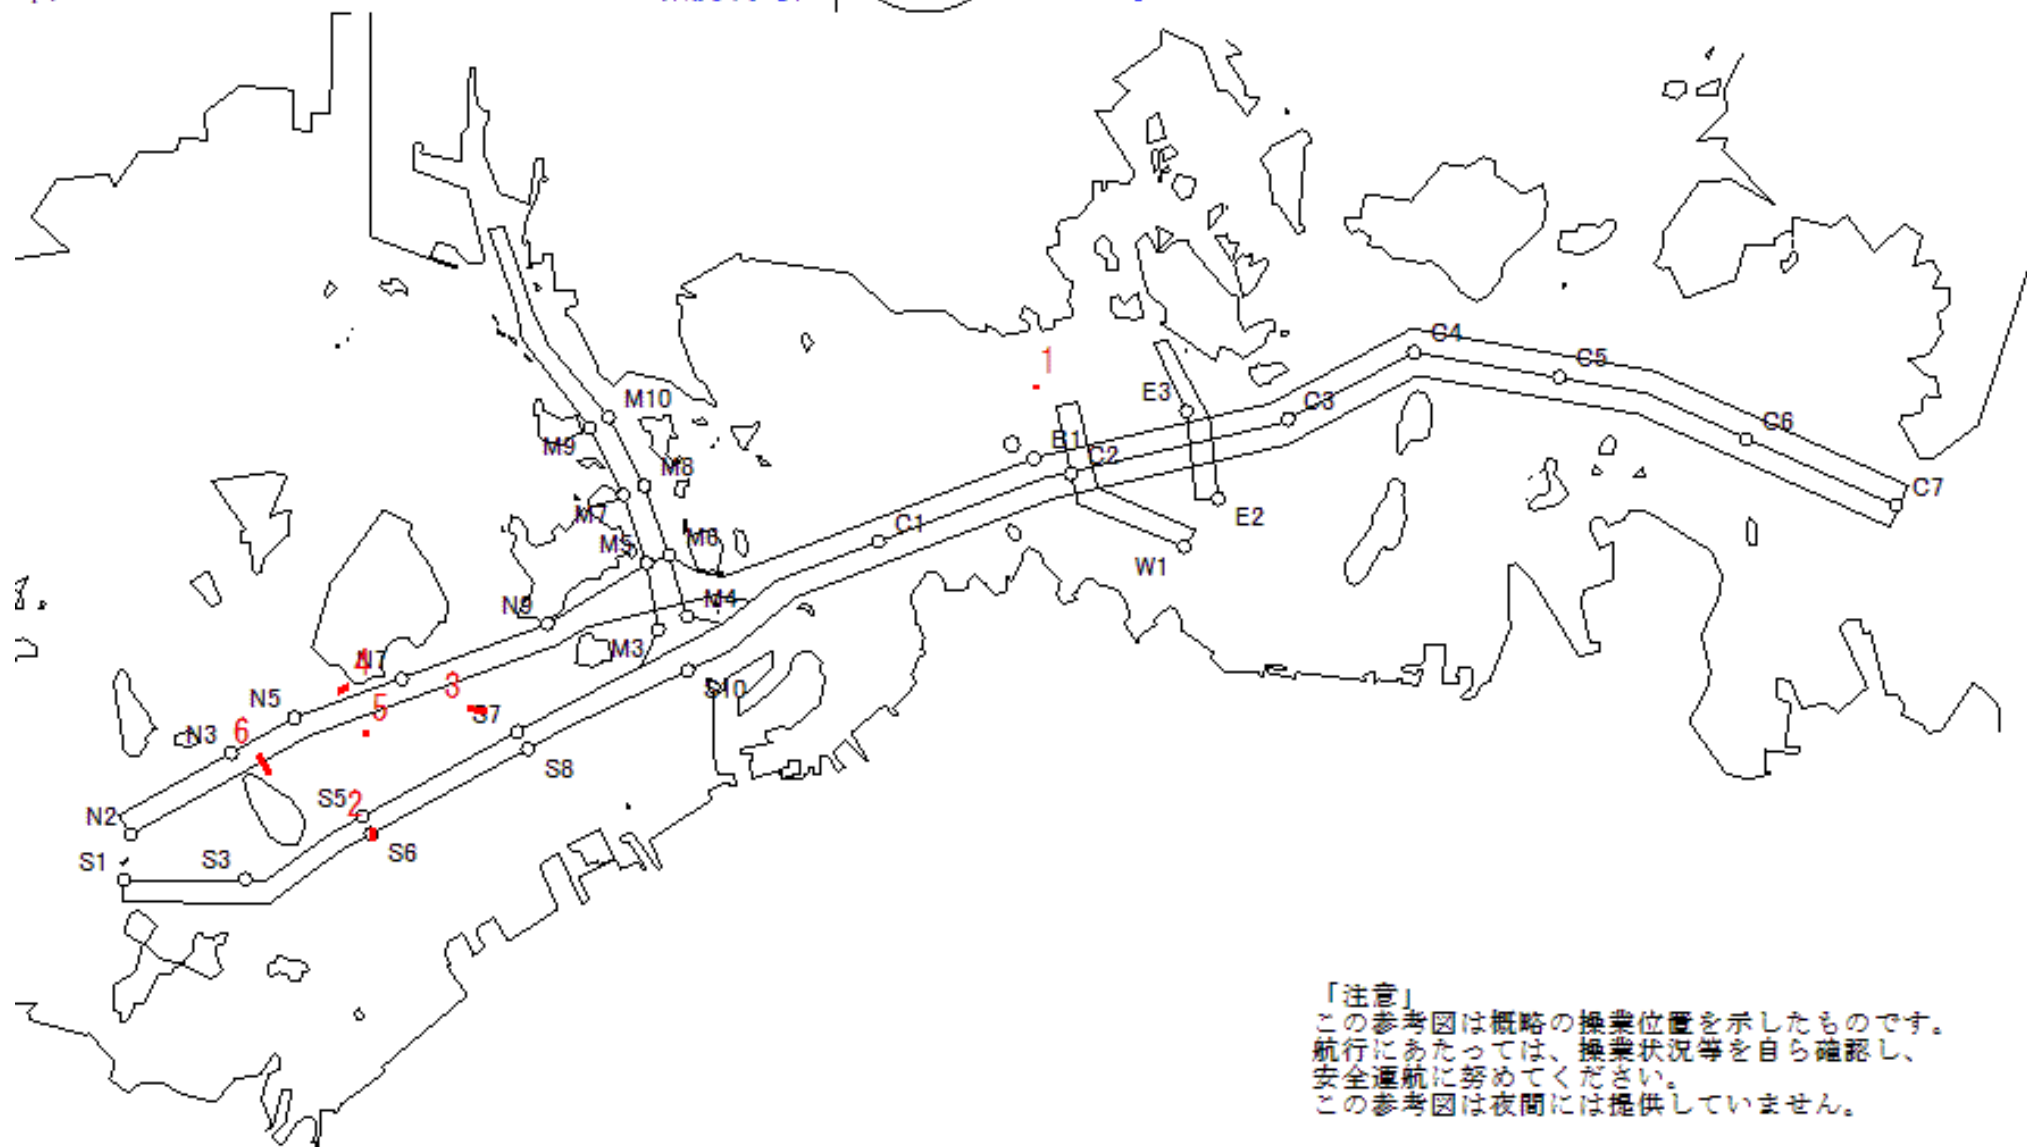 1
C4
C5
E3
M10
C3
C6
M9
B1
M8
C2
C7
M7
E2
C1
M5
M6
W1
N9
M4
M3
4
N7
3
S10
N5
5
S7
6
N3
S8
S5
2
N2
S6
S1
S3
「注意」
この参考図は概略の操業位置を示したものです。
航行にあたっては、操業状況等を自ら確認し、
安全運航に努めてください。
この参考図は夜間には提供していません。